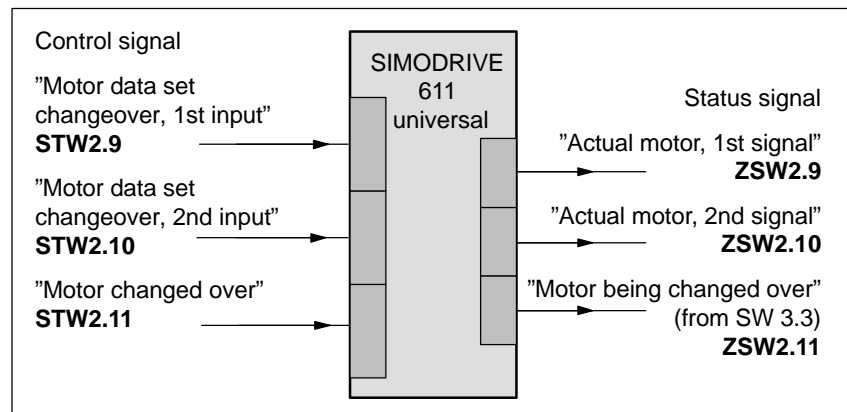 Control signal
”Motor data set
changeover, 1st input”
STW2.9
”Motor data set
changeover, 2nd input”
STW2.10
”Motor changed over”
STW2.11
SIMODRIVE
611
universal
Status signal
”Actual motor, 1st signal”
ZSW2.9
”Actual motor, 2nd signal”
ZSW2.10
”Motor being changed over”
(from SW 3.3)
ZSW2.11